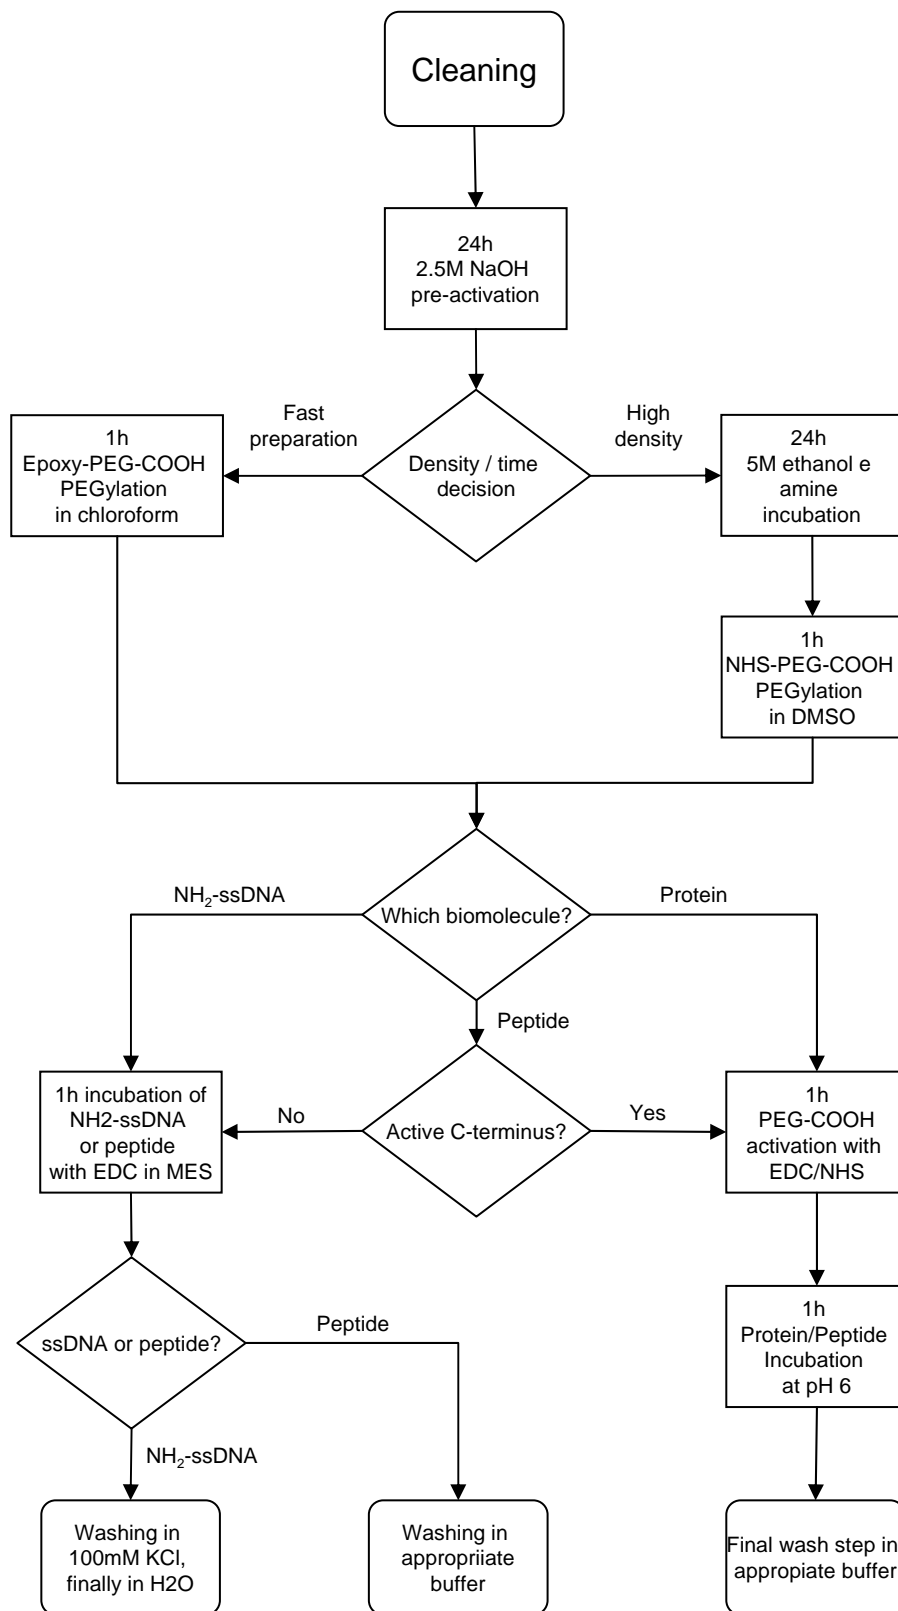 Cleaning
24h
2.5M NaOH
pre-activation
Fast
preparation
High
density
1h
Epoxy-PEG-COOH
PEGylation
in chloroform
Density / time
decision
24h
5M ethanol e
amine
incubation
1h
NHS-PEG-COOH
PEGylation
in DMSO
NH₂-ssDNA
Which biomolecule?
Protein
Peptide
1h incubation of
NH2-ssDNA
or peptide
with EDC in MES
No
Active C-terminus?
Yes
1h
PEG-COOH
activation with
EDC/NHS
ssDNA or peptide?
Peptide
1h
Protein/Peptide
Incubation
at pH 6
NH₂-ssDNA
Washing in
100mM KCl,
finally in H2O
Washing in
appropriiate
buffer
Final wash step in
appropiate buffer